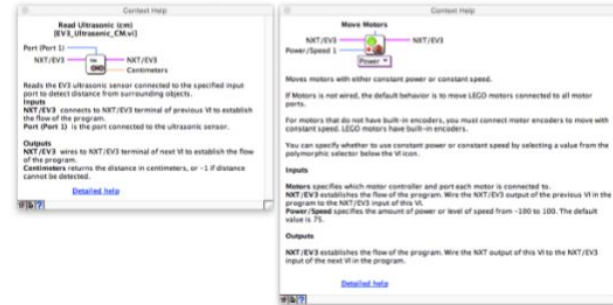 Context Help
Read Ultrasonic (cm)
[EV3_Ultrasonic_CM.vi]
Port (Port 1)
NXT/EV3
NXT/EV3
Centimeters
Reads the EV3 ultrasonic sensor connected to the specified input
port to detect distance from surrounding objects.
Inputs
NXT/EV3 connects to NXT/EV3 terminal of previous VI to establish
the flow of the program.
Port (Port 1) is the port connected to the ultrasonic sensor.
Outputs
NXT/EV3 wires to NXT/EV3 terminal of next VI to establish the flow
of the program.
Centimeters returns the distance in centimeters, or -1 if distance
cannot be detected.
Detailed help
Context Help
Move Motors
NXT/EV3
NXT/EV3
Power/Speed 1
Power
Moves motors with either constant power or constant speed.
If Motors is not wired, the default behavior is to move LEGO motors connected to all motor
ports.
For motors that do not have built-in encoders, you must connect motor encoders to move with
constant speed. LEGO motors have built-in encoders.
You can specify whether to use constant power or constant speed by selecting a value from the
polymorphic selector below the VI icon.
Inputs
Motors specifies which motor controller and port each motor is connected to.
NXT/EV3 establishes the flow of the program. Wire the NXT/EV3 output of the previous VI in the
program to the NXT/EV3 input of this VI.
Power/Speed specifies the amount of power or level of speed from -100 to 100. The default
value is 75.
Outputs
NXT/EV3 establishes the flow of the program. Wire the NXT output of this VI to the NXT/EV3
input of the next VI in the program.
Detailed help